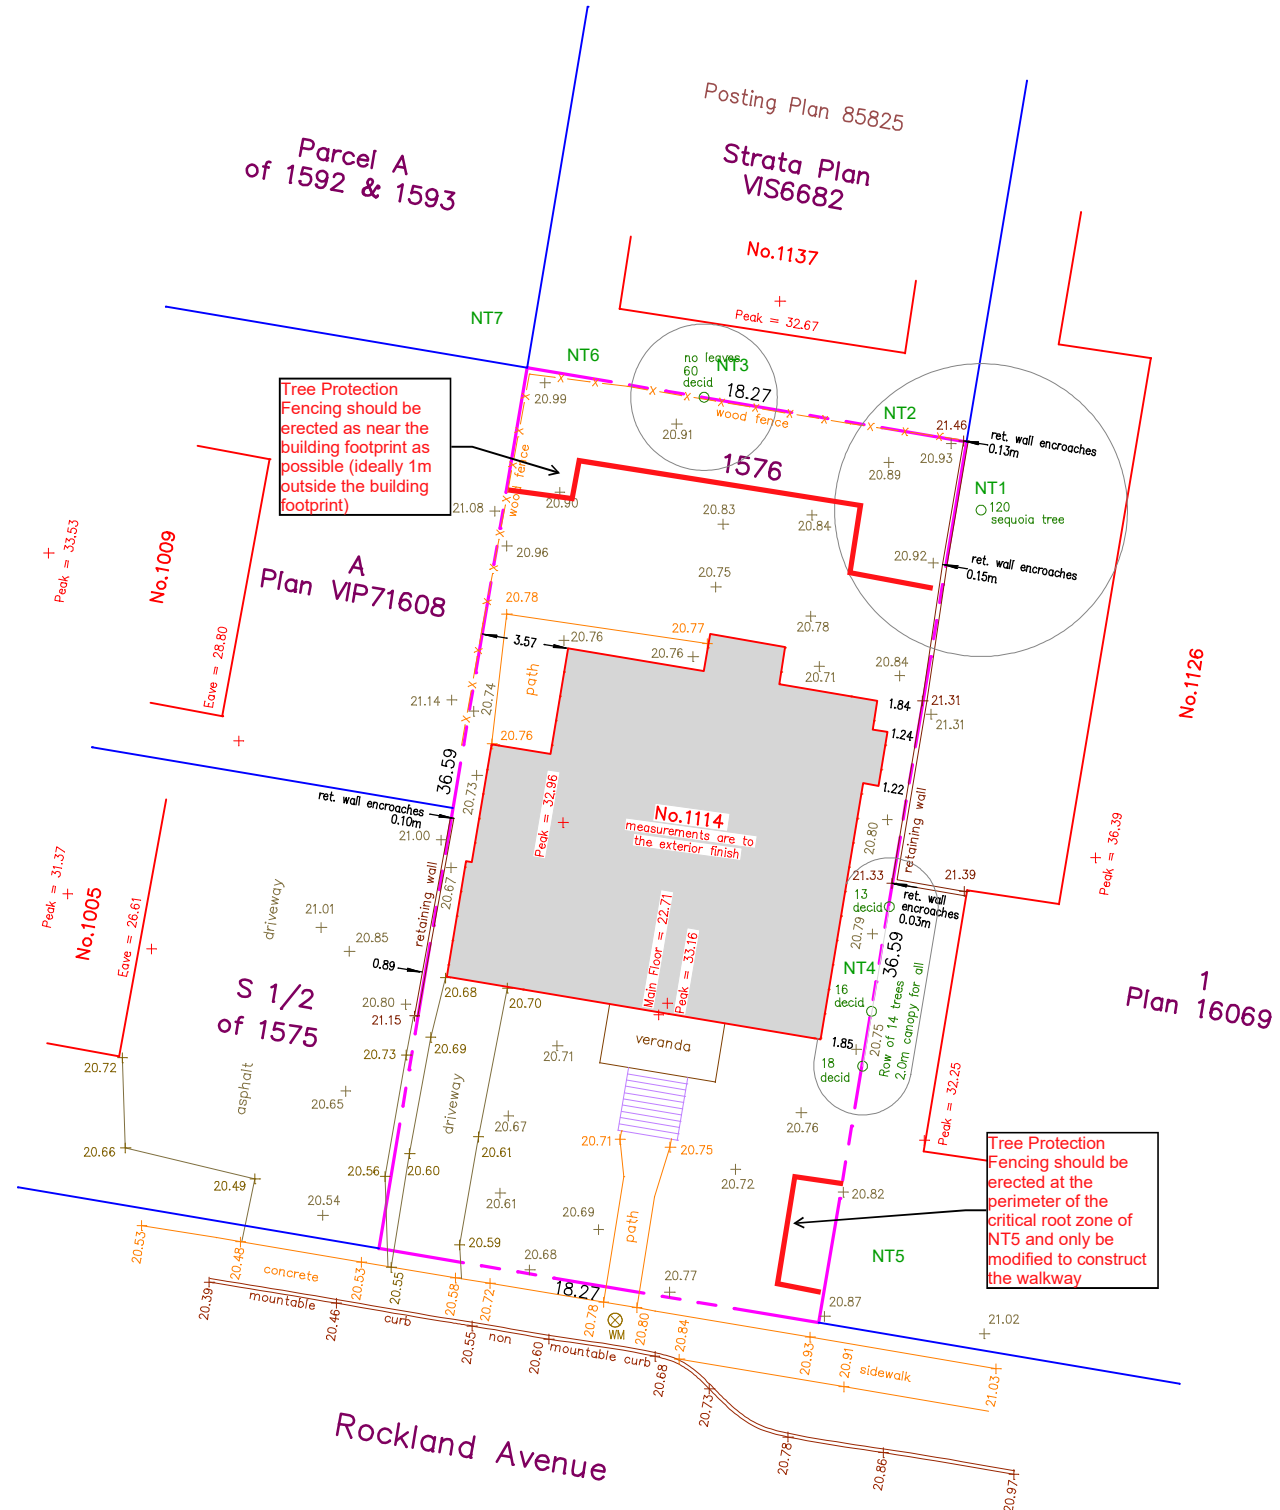 Posting Plan 85825
Parcel A
of 1592 & 1593
Strata Plan
VIS6682
No.1137
Peak = 32.67
NT7
NT6
no leaves
60
decid
NT3
18.27
wood fence
NT2
21.46
ret. wall encroaches
0.13m
Tree Protection
Fencing should be
erected as near the
building footprint as
possible (ideally 1m
outside the building
footprint)
20.99
20.91
20.93
20.89
1576
wood fence
20.90
21.08
20.83
20.84
NT1
120
sequoia tree
20.92
ret. wall encroaches
0.15m
Peak = 33.53
No.1009
20.96
A
Plan VIP71608
20.75
20.78
20.77
20.78
3.57
20.76
20.76
20.84
20.71
Eave = 28.80
path
21.14
20.74
1.84
21.31
21.31
No.1126
20.76
1.24
36.59
20.73
Peak = 32.96
No.1114
measurements are to
the exterior finish
1.22
retaining wall
20.80
ret. wall encroaches
0.10m
21.00
Peak = 36.39
Peak = 31.37
No.1005
Eave = 26.61
driveway
21.01
20.85
retaining wall
20.67
21.33
21.39
13
decid
ret. wall
encroaches
0.03m
20.79
36.59
0.89
Main Floor = 22.71
Peak = 33.16
NT4
16
decid
S 1/2
of 1575
20.80
21.15
20.68
20.70
1
Plan 16069
20.73
20.69
20.71
veranda
1.85
20.75
Row of 14 trees
2.0m canopy for all
18
decid
20.72
asphalt
20.65
driveway
20.67
20.76
Peak = 32.25
20.66
20.61
20.71
20.75
Tree Protection
Fencing should be
erected at the
perimeter of the
critical root zone of
NT5 and only be
modified to construct
the walkway
20.49
20.56
20.60
20.72
20.82
20.54
20.61
20.69
path
20.53
20.48
20.59
20.68
NT5
concrete
20.53
20.55
20.58
20.72
18.27
20.77
20.87
20.39
mountable
20.46
curb
20.55
non
20.60
mountable curb
20.78
WM
20.80
20.84
20.68
20.93
20.91
sidewalk
21.02
21.03
20.73
20.78
20.86
20.97
Rockland Avenue